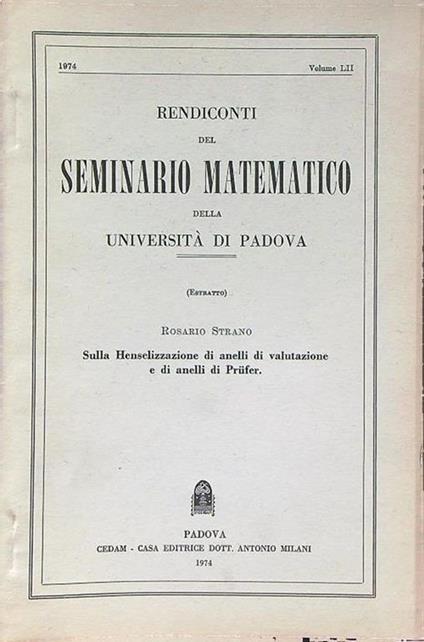 1974 Volume LII
RENDICONTI
DEL
SEMINARIO MATEMATICO
DELLA
UNIVERSITÀ DI PADOVA
(Estratto)
Rosario Strano
Sulla Henselizzazione di anelli di valutazione
e di anelli di Prüfer.
PADOVA
CEDAM - CASA EDITRICE DOTT. ANTONIO MILANI
1974